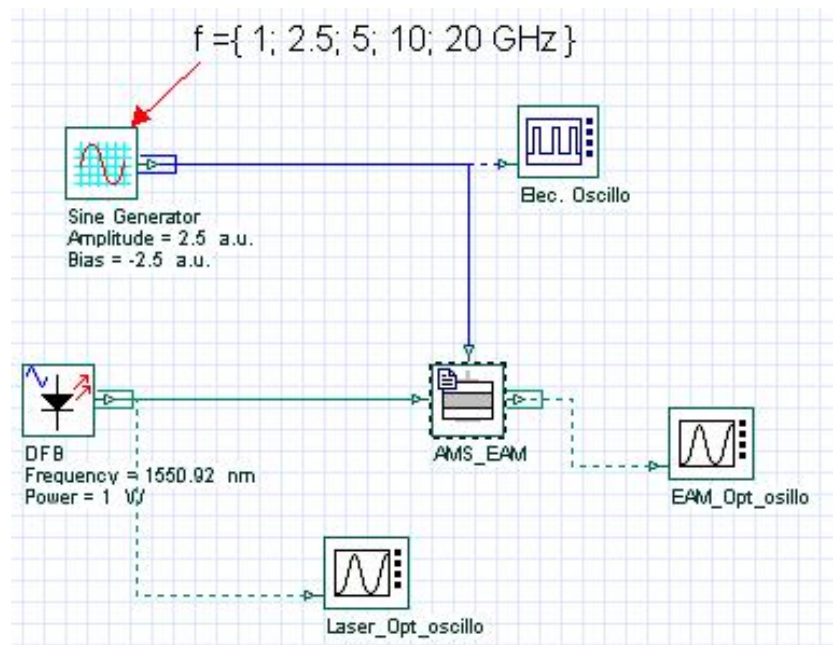 f ={ 1; 2.5; 5; 10; 20 GHz }
Elec. Oscillo
Sine Generator
Amplitude = 2.5 a.u.
Bias = -2.5 a.u.
DFB
Frequency = 1550.92 nm
Power = 1 W
AMS_EAM
EAM_Opt_osillo
Laser_Opt_oscillo